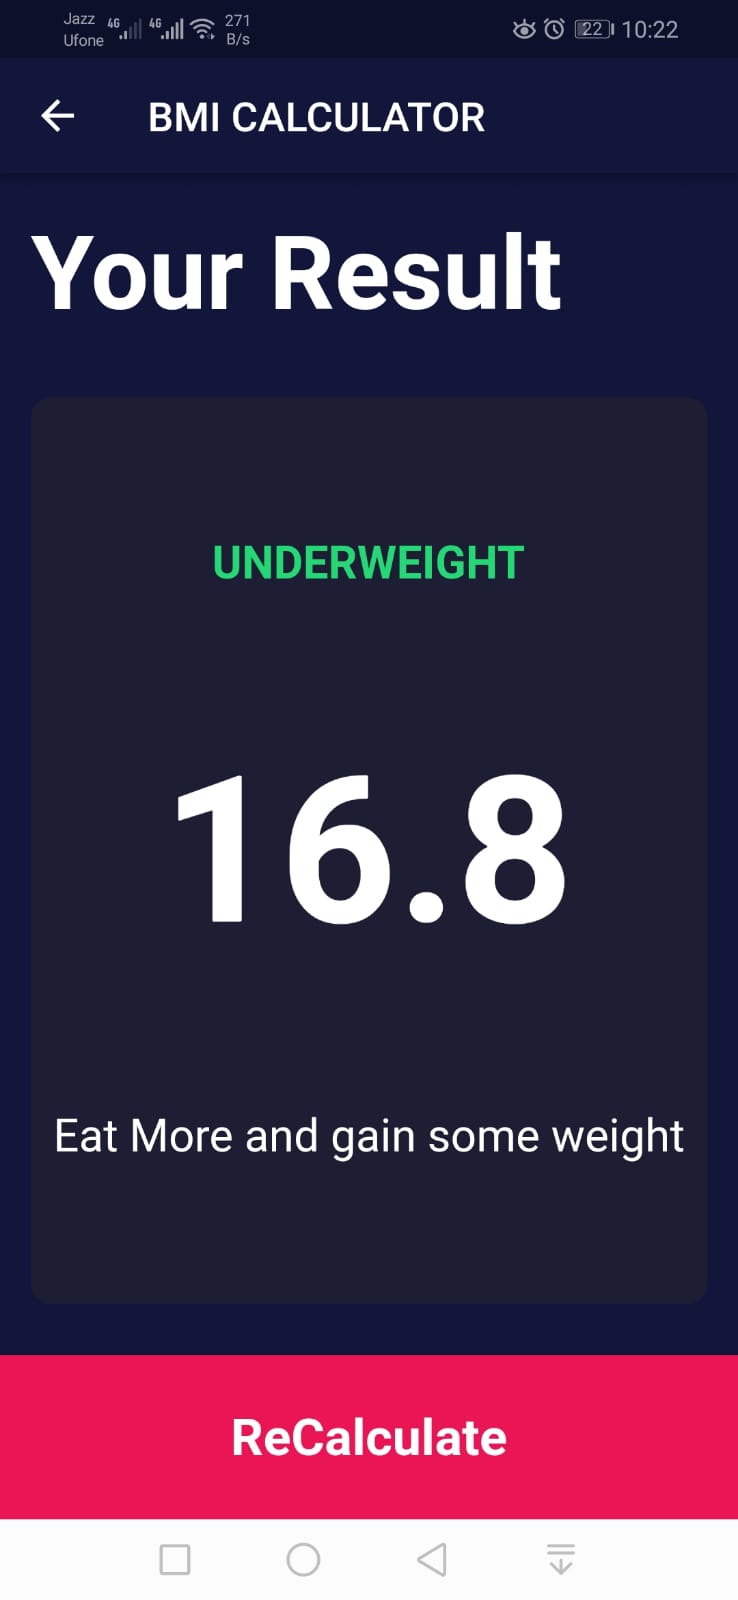 Jazz 4G 4G 271
Ufone B/s
22 10:22
BMI CALCULATOR
Your Result
UNDERWEIGHT
16.8
Eat More and gain some weight
ReCalculate